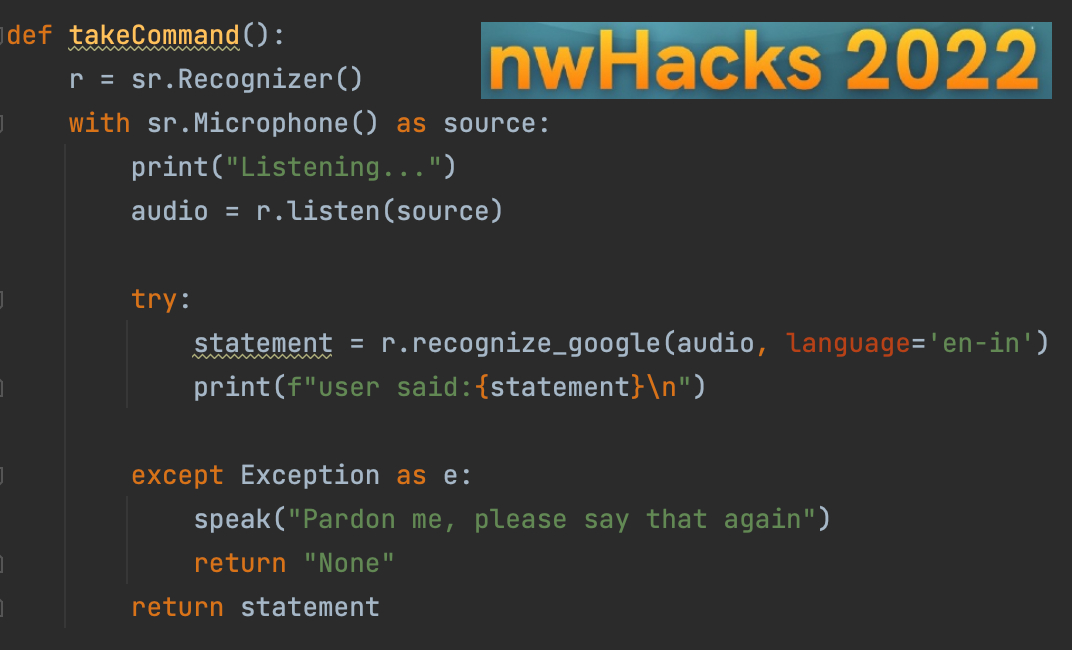 def takeCommand():
nwHacks 2022
    r = sr.Recognizer()
    with sr.Microphone() as source:
        print("Listening...")
        audio = r.listen(source)
        try:
            statement = r.recognize_google(audio, language='en-in')
            print(f"user said:{statement}\n")
        except Exception as e:
            speak("Pardon me, please say that again")
            return "None"
        return statement